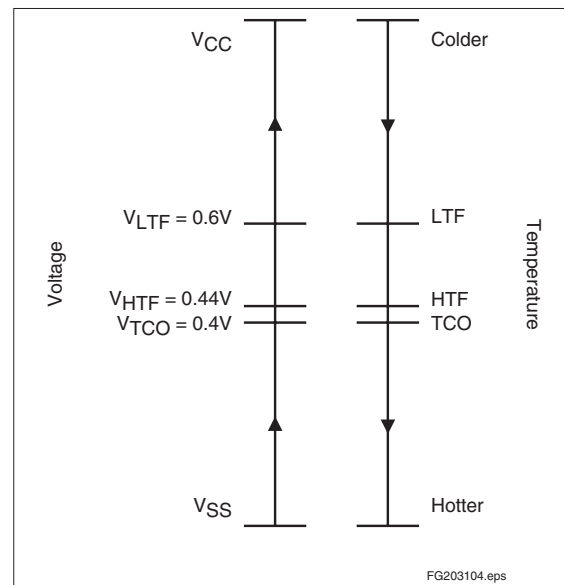 VCC
Colder
VLTF = 0.6V
LTF
Voltage
Temperature
VHTF = 0.44V
HTF
VTCO = 0.4V
TCO
VSS
Hotter
FG203104.eps